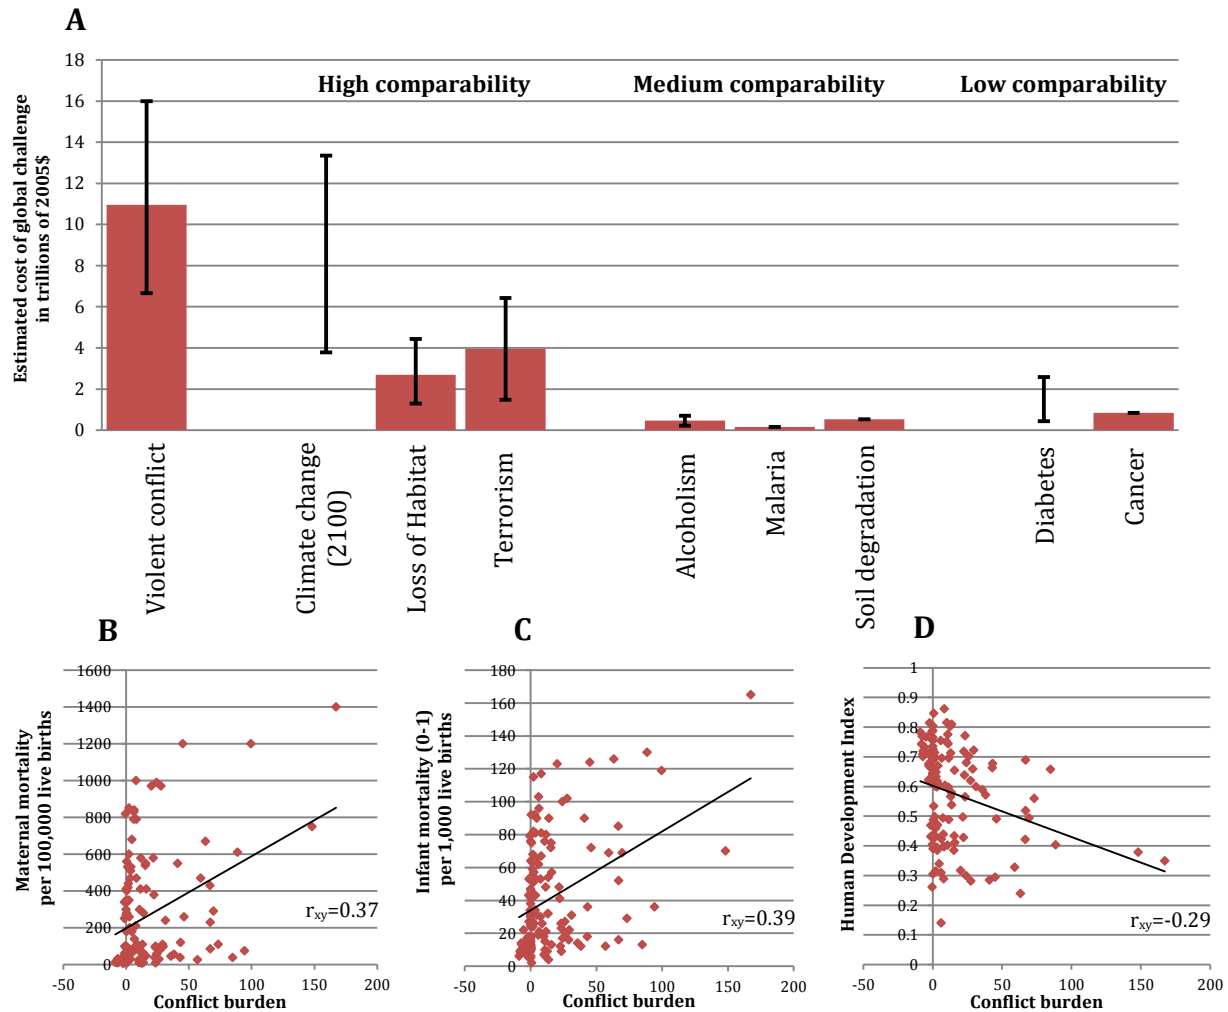 A
18
16
14
12
10
8
6
4
2
0
Estimated cost of global challenge
in trillions of 2005$
High comparability
Medium comparability
Low comparability
Violent conflict
Climate change
(2100)
Loss of Habitat
Terrorism
Alcoholism
Malaria
Soil degradation
Diabetes
Cancer
B
1600
1400
1200
1000
800
600
400
200
0
Maternal mortality
per 100,000 live births
rxy=0.37
-50 0 50 100 150 200
Conflict burden
C
180
160
140
120
100
80
60
40
20
0
Infant mortality (0-1)
per 1,000 live births
rxy=0.39
-50 0 50 100 150 200
Conflict burden
D
1
0.9
0.8
0.7
0.6
0.5
0.4
0.3
0.2
0.1
0
Human Development Index
rxy=-0.29
-50 0 50 100 150 200
Conflict burden